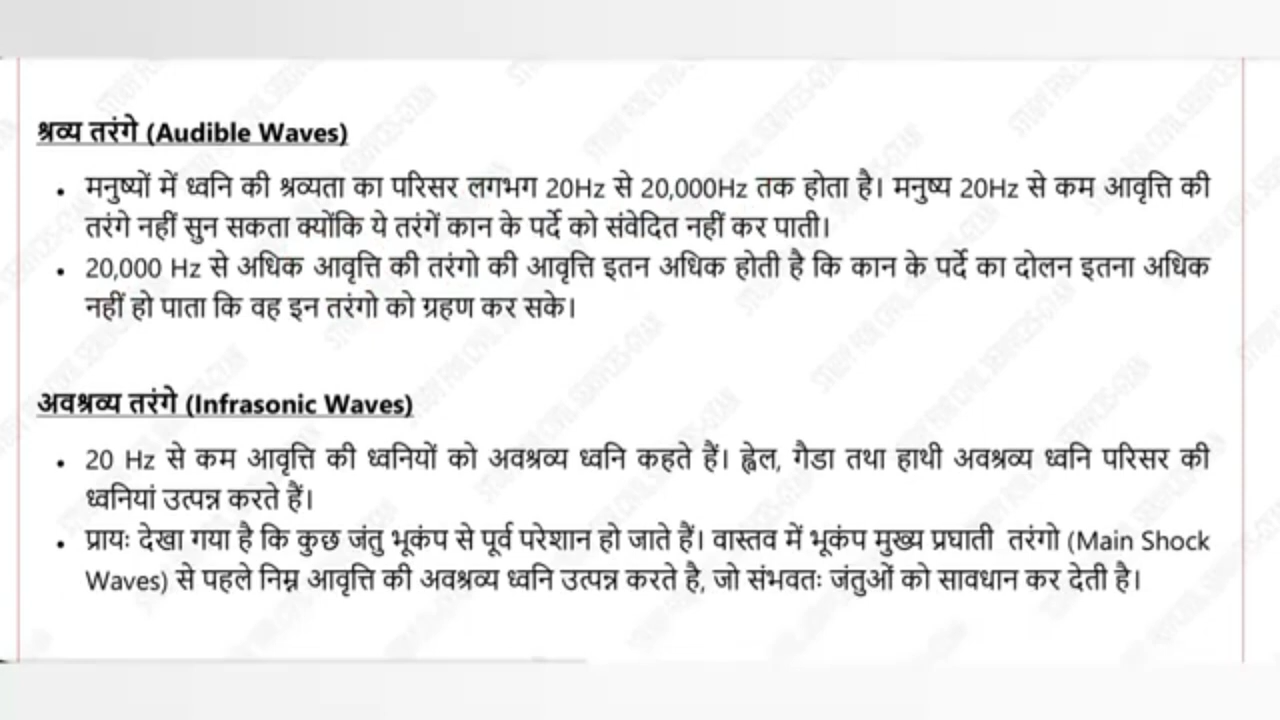 श्रव्य तरंगे (Audible Waves)
• मनुष्यों में ध्वनि की श्रव्यता का परिसर लगभग 20Hz से 20,000Hz तक होता है। मनुष्य 20Hz से कम आवृत्ति की
तरंगे नहीं सुन सकता क्योंकि ये तरंगें कान के पर्दे को संवेदित नहीं कर पाती।
• 20,000 Hz से अधिक आवृत्ति की तरंगो की आवृत्ति इतन अधिक होती है कि कान के पर्दे का दोलन इतना अधिक
नहीं हो पाता कि वह इन तरंगो को ग्रहण कर सके।
अवश्रव्य तरंगे (Infrasonic Waves)
• 20 Hz से कम आवृत्ति की ध्वनियों को अवश्रव्य ध्वनि कहते हैं। ह्वेल, गैडा तथा हाथी अवश्रव्य ध्वनि परिसर की
ध्वनियां उत्पन्न करते हैं।
• प्रायः देखा गया है कि कुछ जंतु भूकंप से पूर्व परेशान हो जाते हैं। वास्तव में भूकंप मुख्य प्रघाती तरंगो (Main Shock
Waves) से पहले निम्न आवृत्ति की अवश्रव्य ध्वनि उत्पन्न करते है, जो संभवतः जंतुओं को सावधान कर देती है।